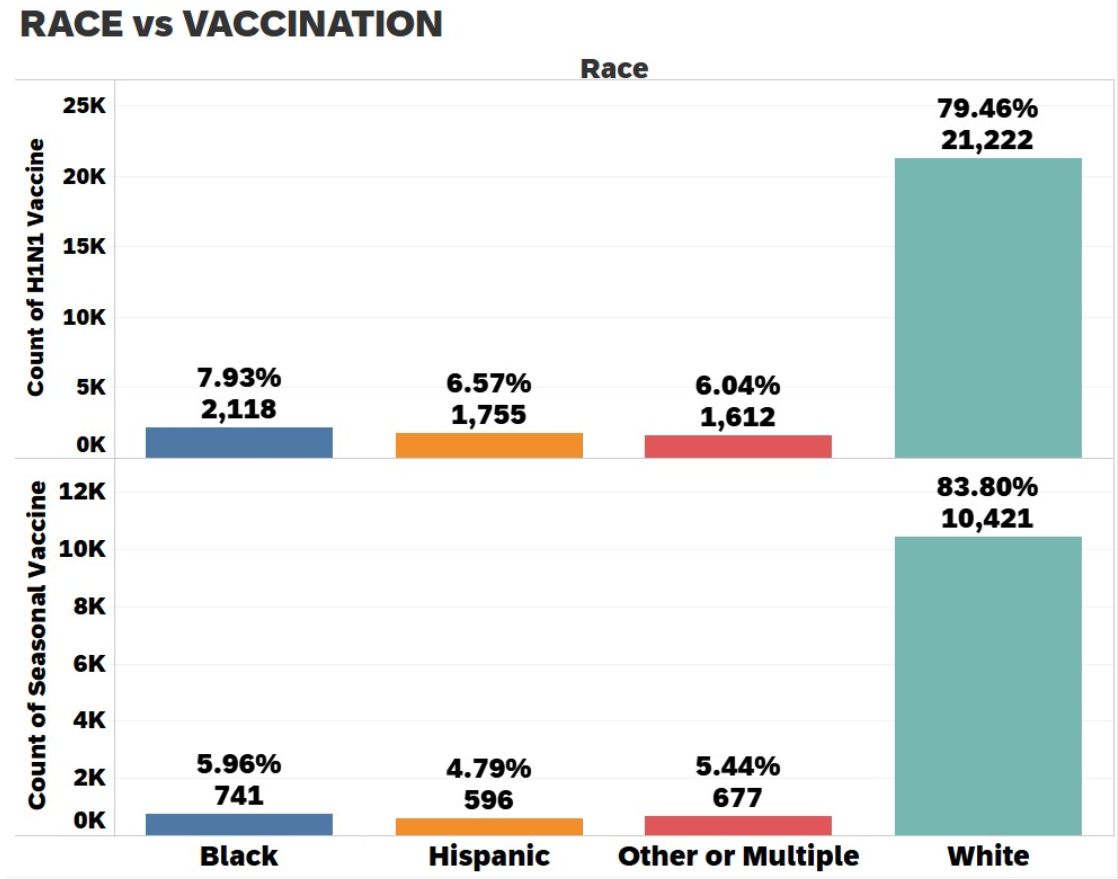 RACE vs VACCINATION
Race
Count of H1N1 Vaccine
25K
20K
15K
10K
5K
0K
7.93%
2,118
6.57%
1,755
6.04%
1,612
79.46%
21,222
Count of Seasonal Vaccine
12K
10K
8K
6K
4K
2K
0K
5.96%
741
4.79%
596
5.44%
677
83.80%
10,421
Black
Hispanic
Other or Multiple
White